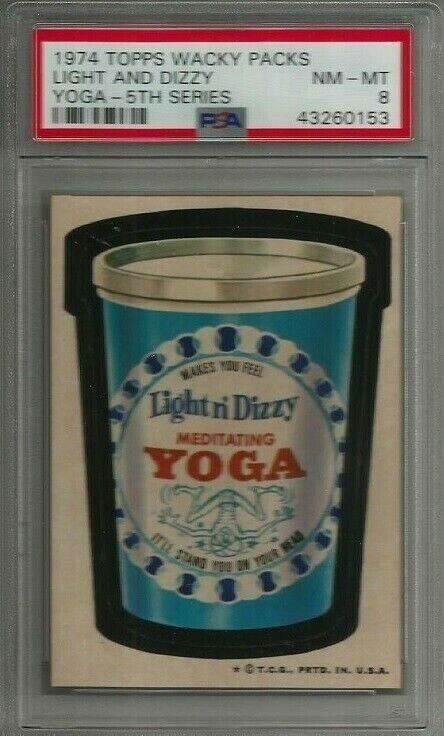 1974 TOPPS WACKY PACKS
LIGHT AND DIZZY NM-MT
YOGA-5TH SERIES 8
PSA 43260153
MAKES YOU FEEL
Light n' Dizzy
MEDITATING
YOGA
IT'LL STAND YOU ON YOUR HEAD
* © T.C.G., PRTD. IN. U.S.A.